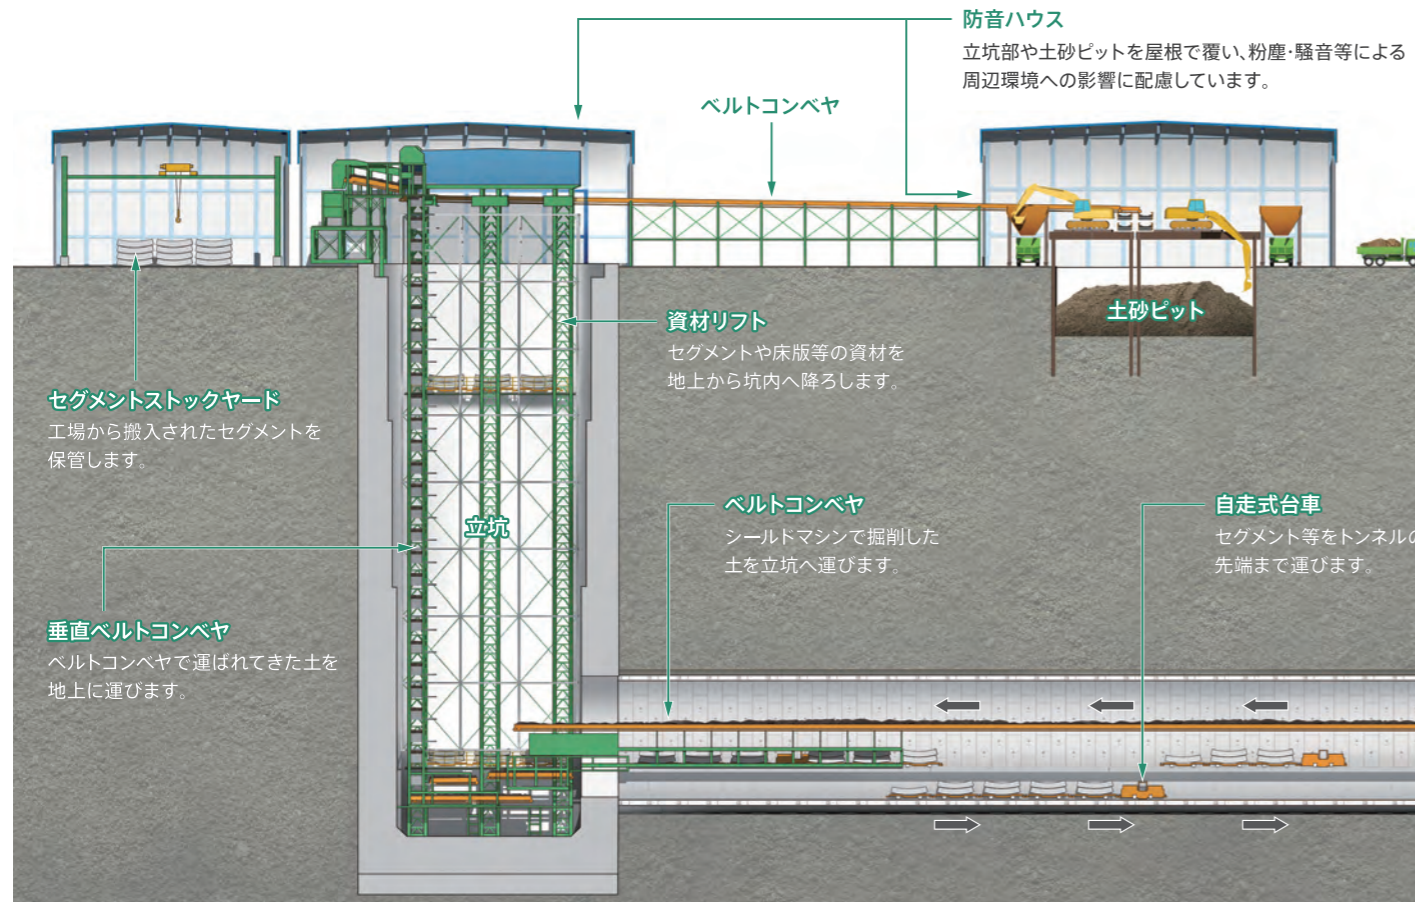 防音ハウス
立坑部や土砂ピットを屋根で覆い、粉塵・騒音等による
周辺環境への影響に配慮しています。
ベルトコンベヤ
土砂ピット
資材リフト
セグメントや床版等の資材を
地上から坑内へ降ろします。
セグメントストックヤード
工場から搬入されたセグメントを
保管します。
立坑
ベルトコンベヤ
シールドマシンで掘削した
土を立坑へ運びます。
自走式台車
セグメント等をトンネルの
先端まで運びます。
垂直ベルトコンベヤ
ベルトコンベヤで運ばれてきた土を
地上に運びます。